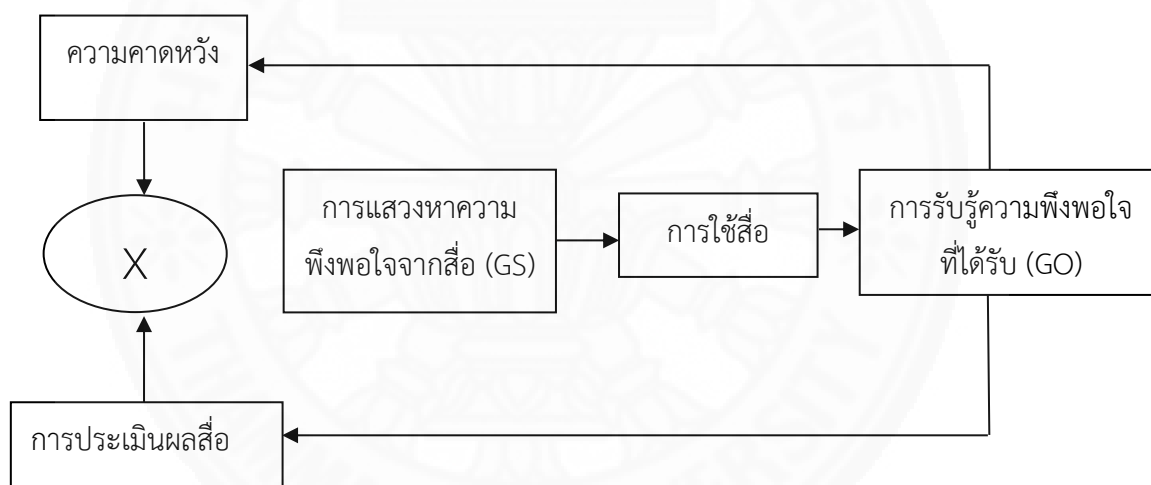 ความคาดหวัง
X
การแสวงหาความ
พึงพอใจจากสื่อ (GS)
การใช้สื่อ
การรับรู้ความพึงพอใจ
ที่ได้รับ (GO)
การประเมินผลสื่อ